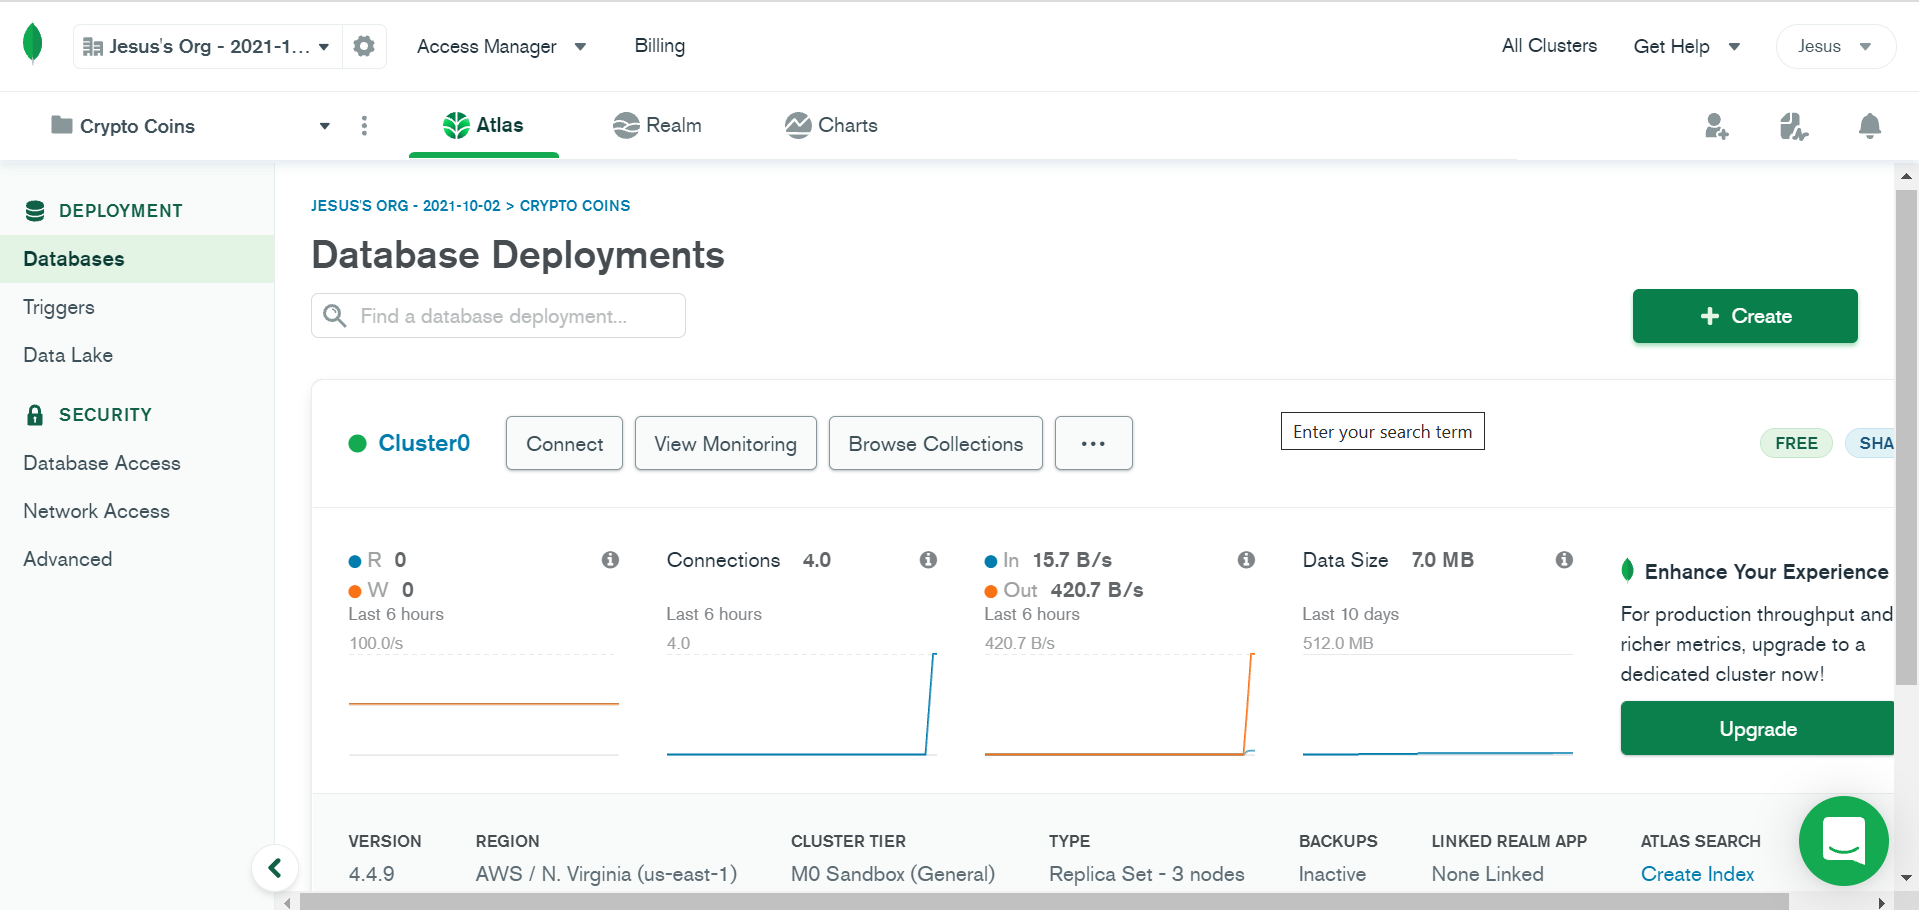 Jesus's Org - 2021-1...
Access Manager
Billing
All Clusters
Get Help
Jesus
Crypto Coins
Atlas
Realm
Charts
DEPLOYMENT
Databases
Triggers
Data Lake
SECURITY
Database Access
Network Access
Advanced
JESUS'S ORG - 2021-10-02 > CRYPTO COINS
Database Deployments
Find a database deployment...
+ Create
Cluster0
Connect
View Monitoring
Browse Collections
...
Enter your search term
FREE
SHA
R 0
W 0
Last 6 hours
100.0/s
Connections 4.0
Last 6 hours
4.0
In 15.7 B/s
Out 420.7 B/s
Last 6 hours
420.7 B/s
Data Size 7.0 MB
Last 10 days
512.0 MB
Enhance Your Experience
For production throughput and
richer metrics, upgrade to a
dedicated cluster now!
Upgrade
VERSION
4.4.9
REGION
AWS / N. Virginia (us-east-1)
CLUSTER TIER
M0 Sandbox (General)
TYPE
Replica Set - 3 nodes
BACKUPS
Inactive
LINKED REALM APP
None Linked
ATLAS SEARCH
Create Index